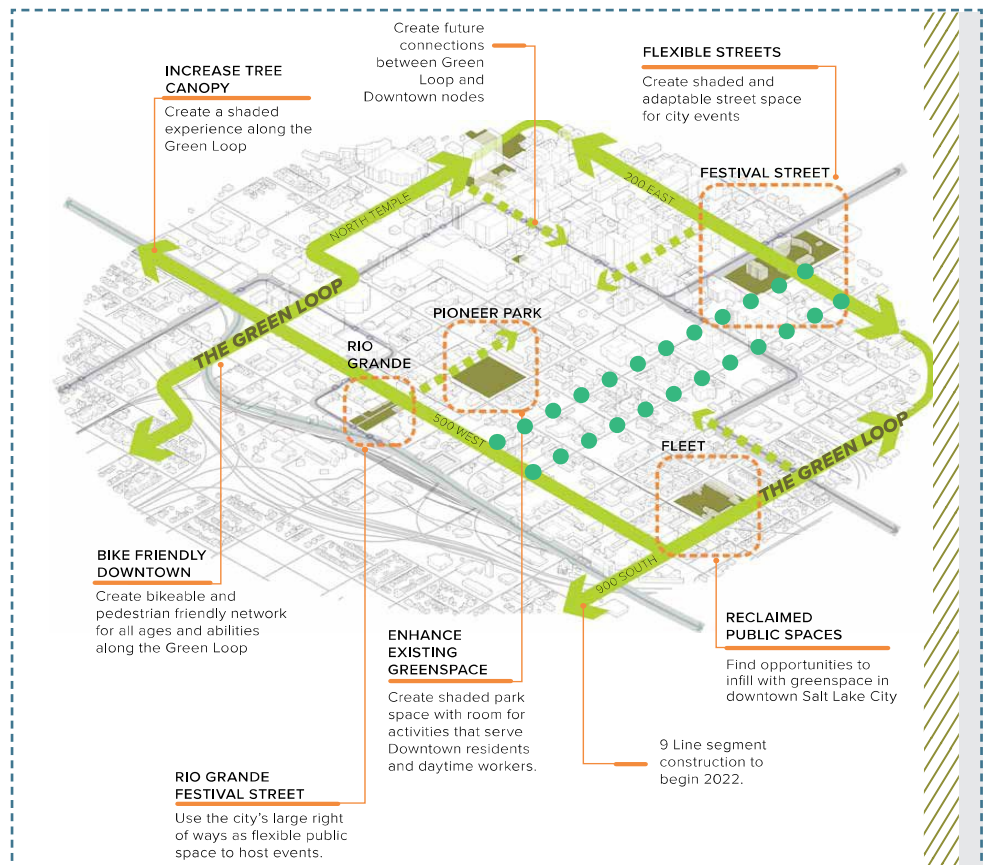 Create future
connections
between Green
Loop and
Downtown nodes
FLEXIBLE STREETS
Create shaded and
adaptable street space
for city events
INCREASE TREE
CANOPY
Create a shaded
experience along the
Green Loop
FESTIVAL STREET
200 EAST
NORTH TEMPLE
THE GREEN LOOP
PIONEER PARK
RIO
GRANDE
500 WEST
FLEET
THE GREEN LOOP
900 SOUTH
BIKE FRIENDLY
DOWNTOWN
Create bikeable and
pedestrian friendly network
for all ages and abilities
along the Green Loop
ENHANCE
EXISTING
GREENSPACE
Create shaded park
space with room for
activities that serve
Downtown residents
and daytime workers.
RECLAIMED
PUBLIC SPACES
Find opportunities to
infill with greenspace in
downtown Salt Lake City
9 Line segment
construction to
begin 2022.
RIO GRANDE
FESTIVAL STREET
Use the city's large right
of ways as flexible public
space to host events.